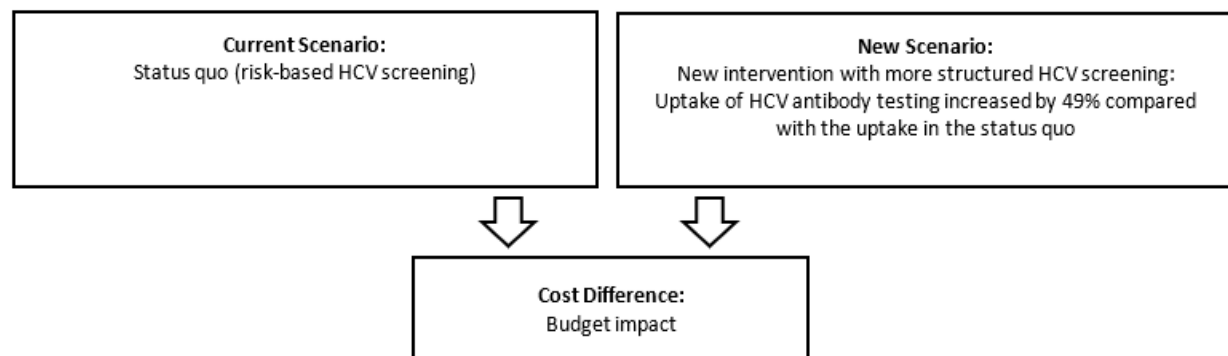 Current Scenario:
Status quo (risk-based HCV screening)
New Scenario:
New intervention with more structured HCV screening:
Uptake of HCV antibody testing increased by 49% compared
with the uptake in the status quo
Cost Difference:
Budget impact